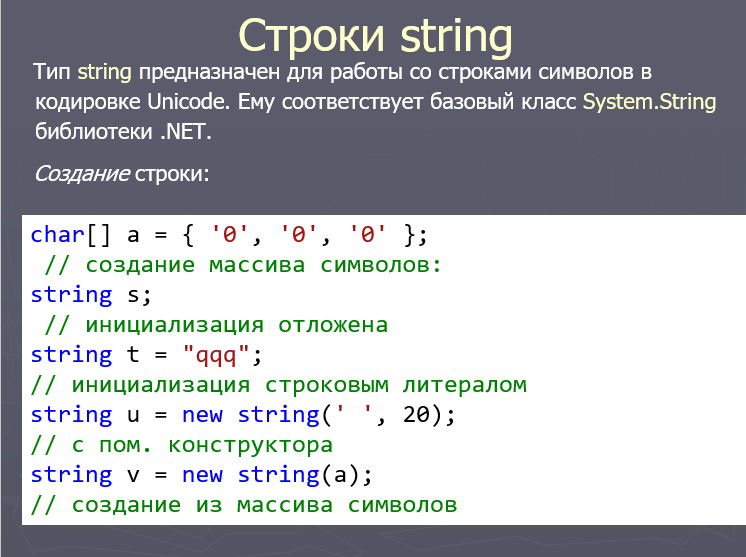 Строки string
Тип string предназначен для работы со строками символов в
кодировке Unicode. Ему соответствует базовый класс System.String
библиотеки .NET.
Создание строки:
char[] a = { '0', '0', '0' };
// создание массива символов:
string s;
// инициализация отложена
string t = "qqq";
// инициализация строковым литералом
string u = new string(' ', 20);
// с пом. конструктора
string v = new string(a);
// создание из массива символов